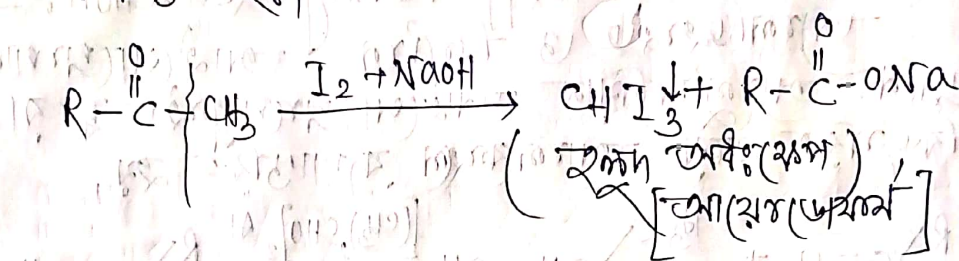 R-C(=O)-CH₃ —I₂ + NaOH→ CHI₃↓ + R-C(=O)-ONa
(হলুদ অধঃক্ষেপ)
[আয়োডোফর্ম]